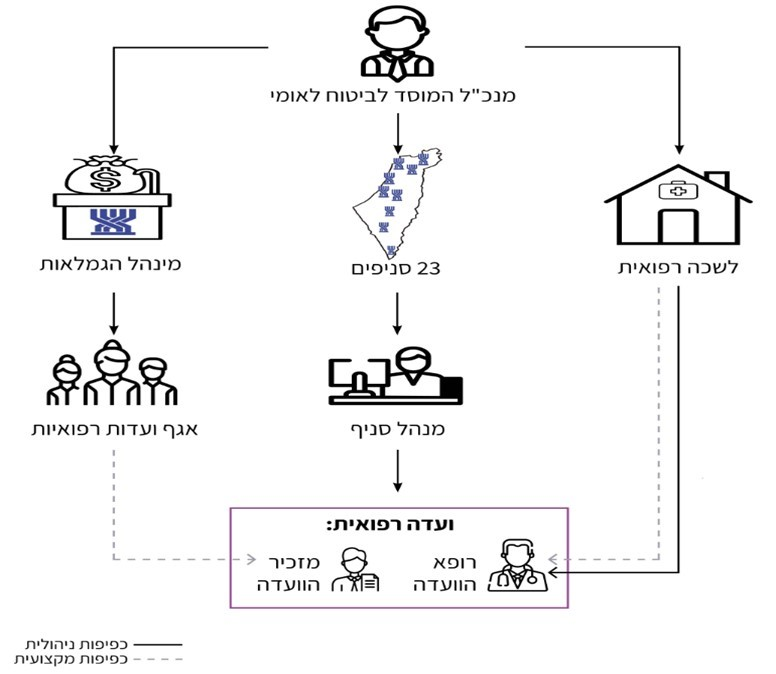 מנכ"ל המוסד לביטוח לאומי
לשכה רפואית
23 סניפים
מינהל הגמלאות
מנהל סניף
אגף ועדות רפואיות
ועדה רפואית:
רופא
הוועדה
מזכיר
הוועדה
כפיפות ניהולית
כפיפות מקצועית